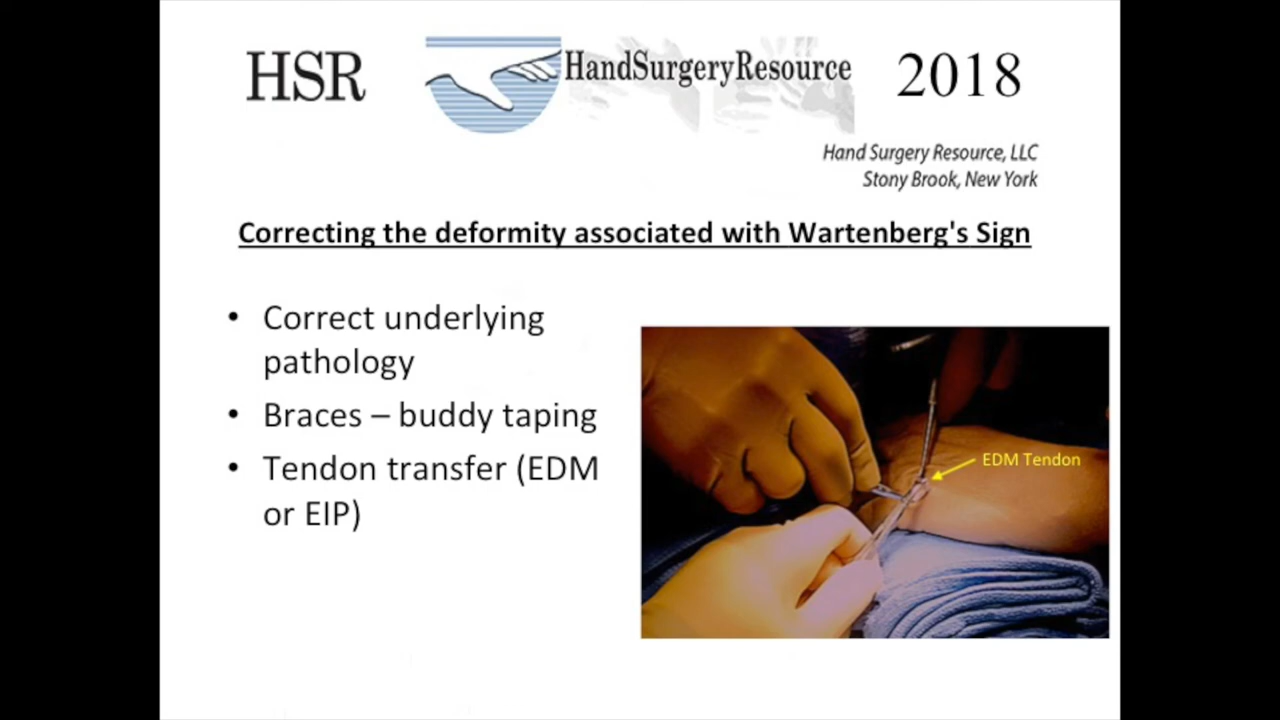 HSR
HandSurgeryResource
2018
Hand Surgery Resource, LLC
Stony Brook, New York
Correcting the deformity associated with Wartenberg's Sign
• Correct underlying
pathology
• Braces – buddy taping
• Tendon transfer (EDM
or EIP)
EDM Tendon